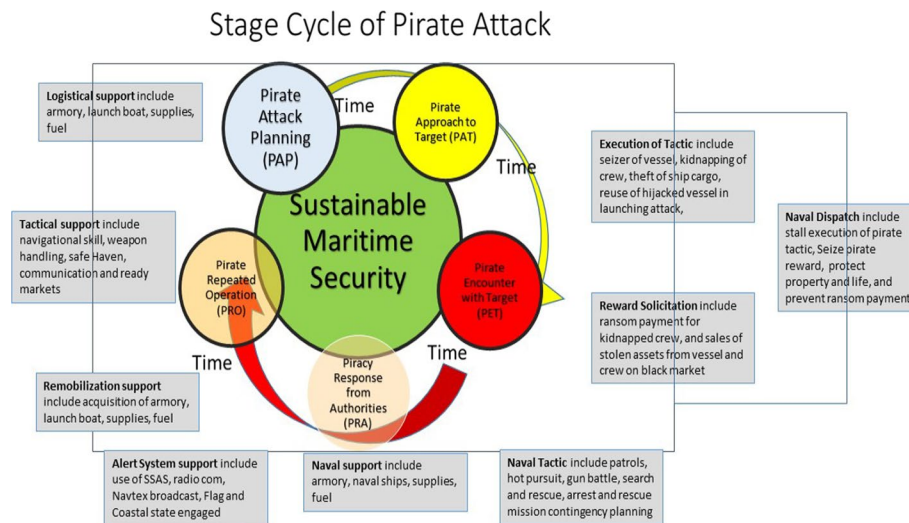 Stage Cycle of Pirate Attack
Logistical support include
armory, launch boat, supplies,
fuel
Pirate
Attack
Planning
(PAP)
Time
Pirate
Approach to
Target (PAT)
Time
Execution of Tactic include
seizer of vessel, kidnapping of
crew, theft of ship cargo,
reuse of hijacked vessel in
launching attack,
Naval Dispatch include
stall execution of pirate
tactic, Seize pirate
reward, protect
property and life, and
prevent ransom payment
Tactical support include
navigational skill, weapon
handling, safe Haven,
communication and ready
markets
Sustainable
Maritime
Security
Pirate
Repeated
Operation
(PRO)
Pirate
Encounter
with Target
(PET)
Reward Solicitation include
ransom payment for
kidnapped crew, and sales of
stolen assets from vessel and
crew on black market
Time
Time
Piracy
Response
from
Authorities
(PRA)
Remobilization support
include acquisition of armory,
launch boat, supplies, fuel
Alert System support include
use of SSAS, radio com,
Navtex broadcast, Flag and
Coastal state engaged
Naval support include
armory, naval ships, supplies,
fuel
Naval Tactic include patrols,
hot pursuit, gun battle, search
and rescue, arrest and rescue
mission contingency planning